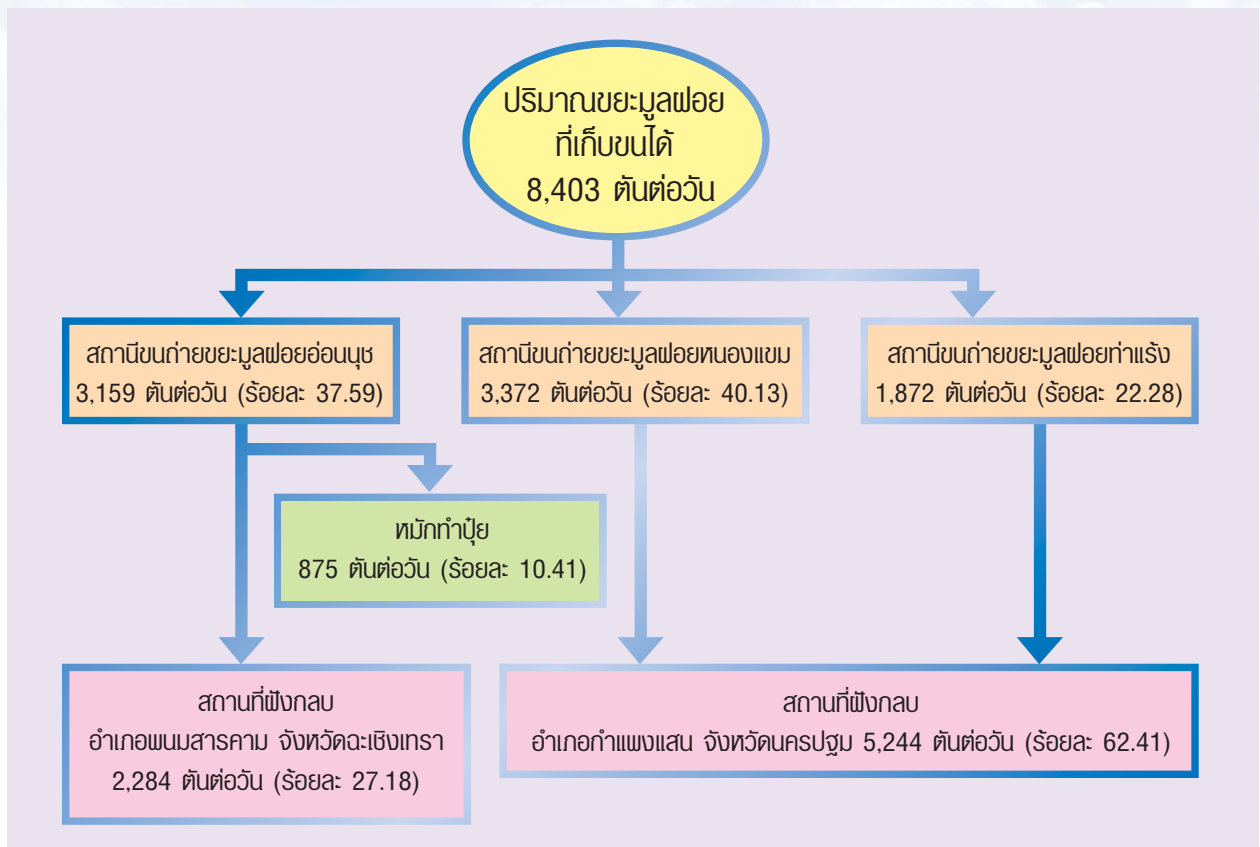 ปริมาณขยะมูลฝอย
ที่เก็บขนได้
8,403 ตันต่อวัน
สถานีขนถ่ายขยะมูลฝอยอ่อนนุช
3,159 ตันต่อวัน (ร้อยละ 37.59)
สถานีขนถ่ายขยะมูลฝอยหนองแขม
3,372 ตันต่อวัน (ร้อยละ 40.13)
สถานีขนถ่ายขยะมูลฝอยท่าแร้ง
1,872 ตันต่อวัน (ร้อยละ 22.28)
หมักทำปุ๋ย
875 ตันต่อวัน (ร้อยละ 10.41)
สถานที่ฝังกลบ
อำเภอพนมสารคาม จังหวัดฉะเชิงเทรา
2,284 ตันต่อวัน (ร้อยละ 27.18)
สถานที่ฝังกลบ
อำเภอกำแพงแสน จังหวัดนครปฐม 5,244 ตันต่อวัน (ร้อยละ 62.41)